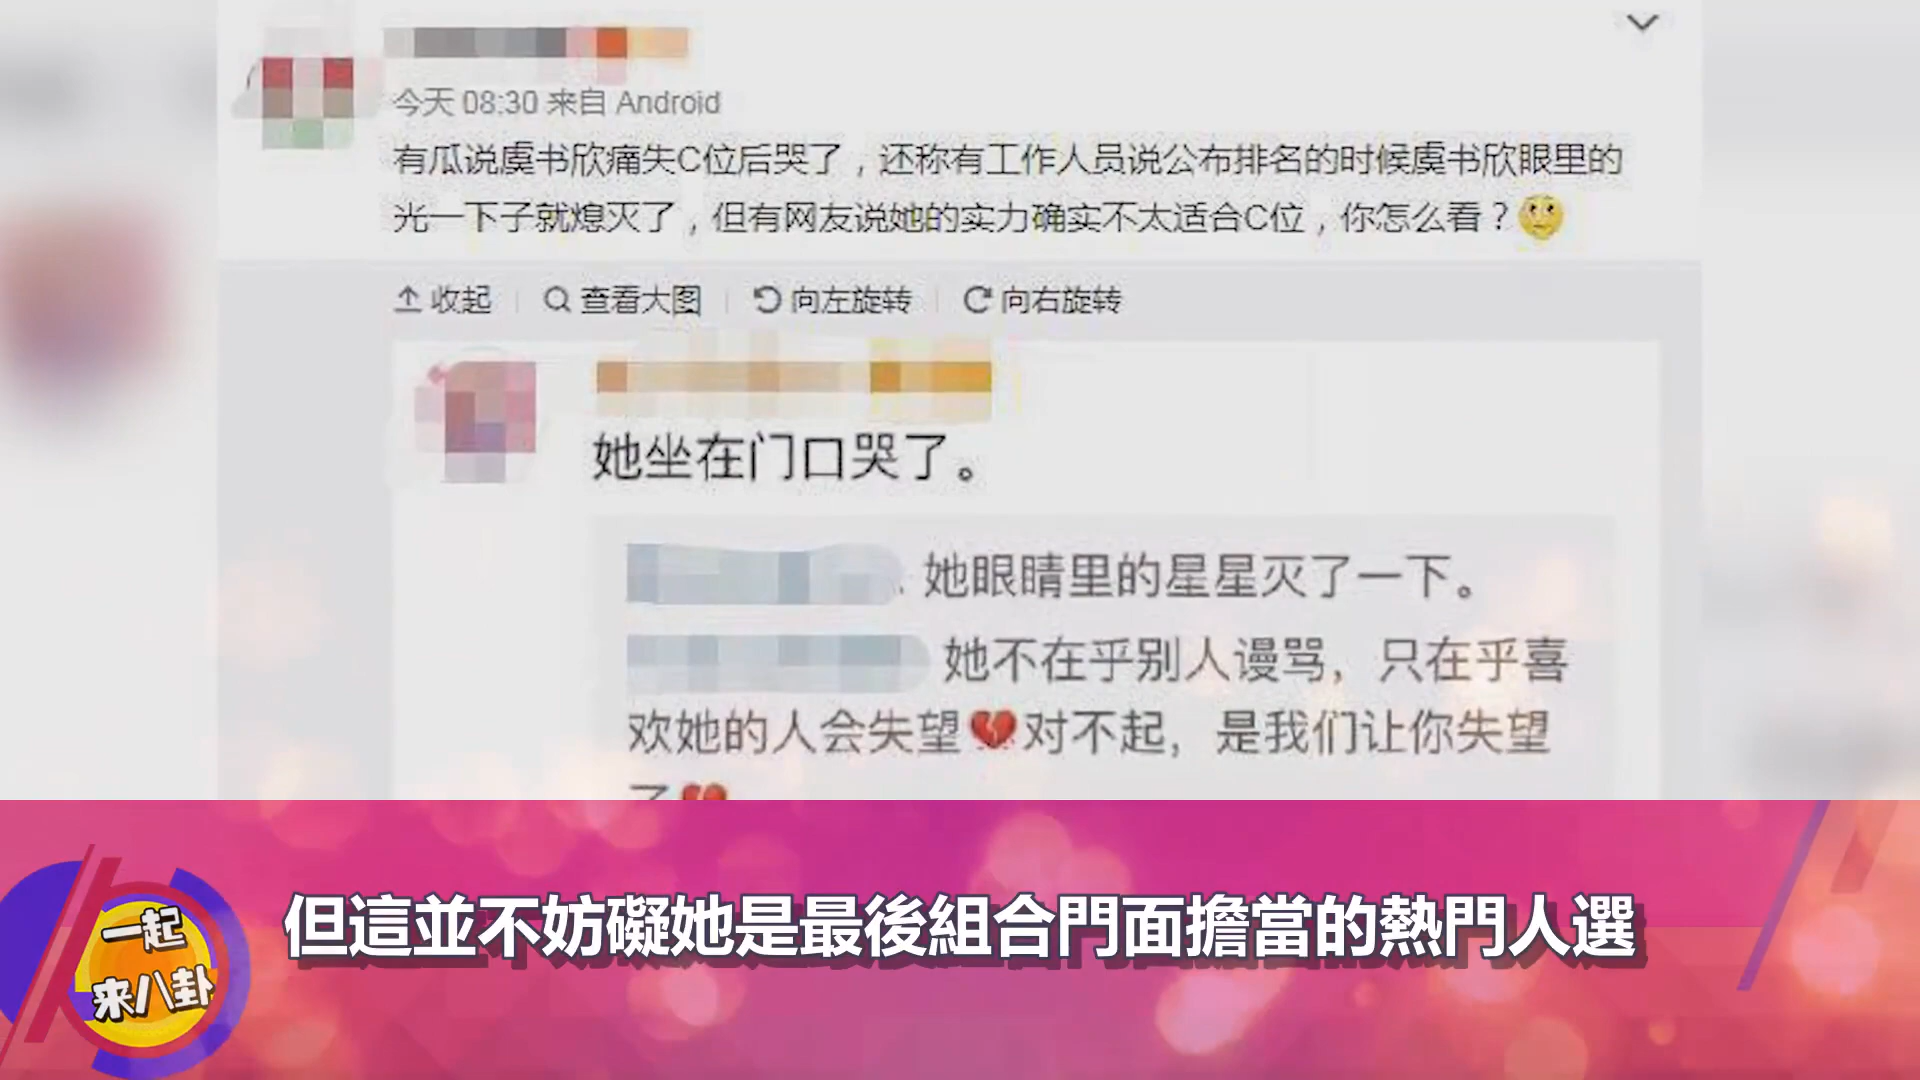 今天 08:30 来自 Android
有瓜说虞书欣痛失C位后哭了，还称有工作人员说公布排名的时候虞书欣眼里的
光一下子就熄灭了，但有网友说她的实力确实不太适合C位，你怎么看？
收起 查看大图 向左旋转 向右旋转
她坐在门口哭了。
她眼睛里的星星灭了一下。
她不在乎别人谩骂，只在乎喜
欢她的人会失望💔对不起，是我们让你失望
了💔
但這並不妨礙她是最後組合門面擔當的熱門人選
一起
来八卦